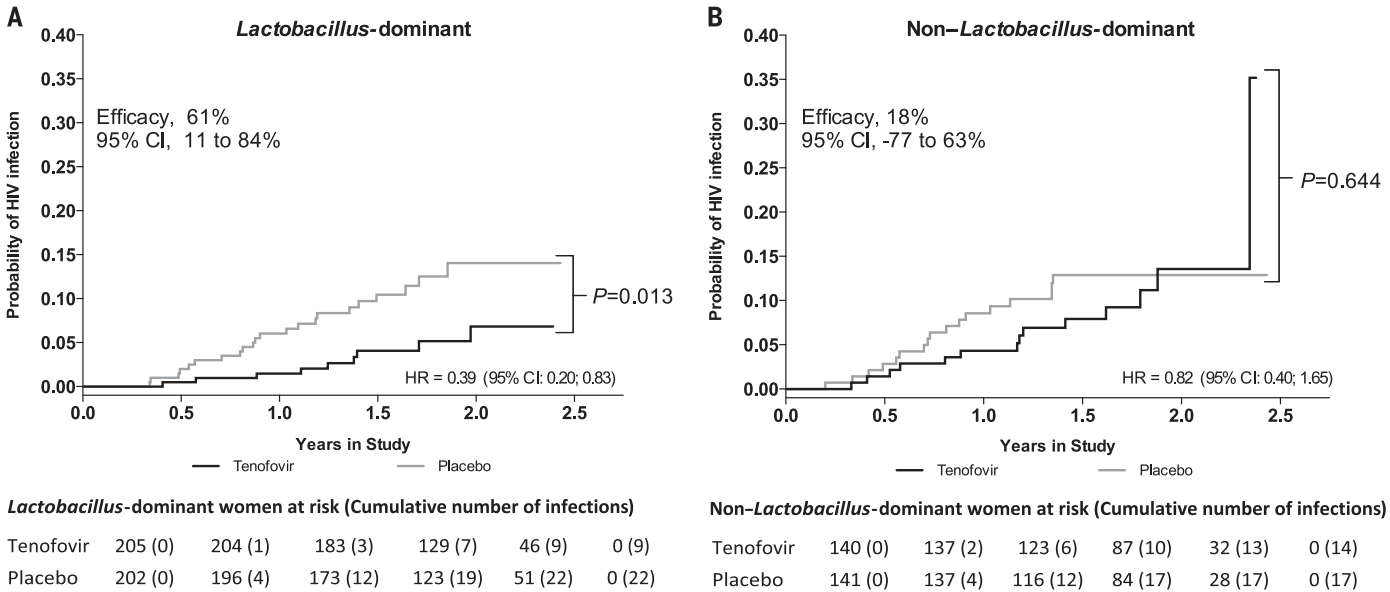 A
Lactobacillus-dominant
0.40
0.35
0.30
0.25
0.20
0.15
0.10
0.05
0.00
Probability of HIV infection
Efficacy, 61%
95% CI, 11 to 84%
P=0.013
HR = 0.39 (95% CI: 0.20; 0.83)
0.0 0.5 1.0 1.5 2.0 2.5
Years in Study
Tenofovir Placebo
Lactobacillus-dominant women at risk (Cumulative number of infections)
Tenofovir 205 (0) 204 (1) 183 (3) 129 (7) 46 (9) 0 (9)
Placebo 202 (0) 196 (4) 173 (12) 123 (19) 51 (22) 0 (22)
B
Non–Lactobacillus-dominant
0.40
0.35
0.30
0.25
0.20
0.15
0.10
0.05
0.00
Probability of HIV infection
Efficacy, 18%
95% CI, -77 to 63%
P=0.644
HR = 0.82 (95% CI: 0.40; 1.65)
0.0 0.5 1.0 1.5 2.0 2.5
Years in Study
Tenofovir Placebo
Non–Lactobacillus-dominant women at risk (Cumulative number of infections)
Tenofovir 140 (0) 137 (2) 123 (6) 87 (10) 32 (13) 0 (14)
Placebo 141 (0) 137 (4) 116 (12) 84 (17) 28 (17) 0 (17)